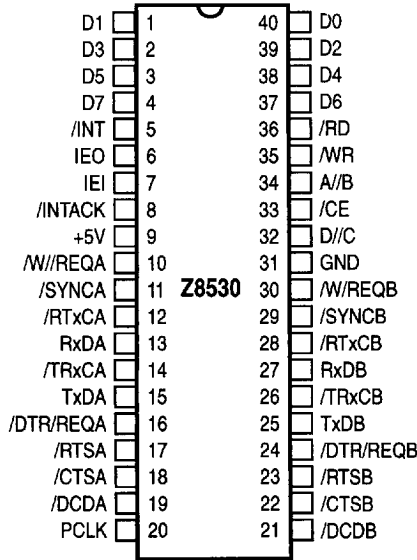 D1 1 40 D0
D3 2 39 D2
D5 3 38 D4
D7 4 37 D6
/INT 5 36 /RD
IEO 6 35 /WR
IEI 7 34 A//B
/INTACK 8 33 /CE
+5V 9 32 D//C
/W//REQA 10 31 GND
/SYNCA 11 Z8530 30 /W/REQB
/RTxCA 12 29 /SYNCB
RxDA 13 28 /RTxCB
/TRxCA 14 27 RxDB
TxDA 15 26 /TRxCB
/DTR/REQA 16 25 TxDB
/RTSA 17 24 /DTR/REQB
/CTSA 18 23 /RTSB
/DCDA 19 22 /CTSB
PCLK 20 21 /DCDB